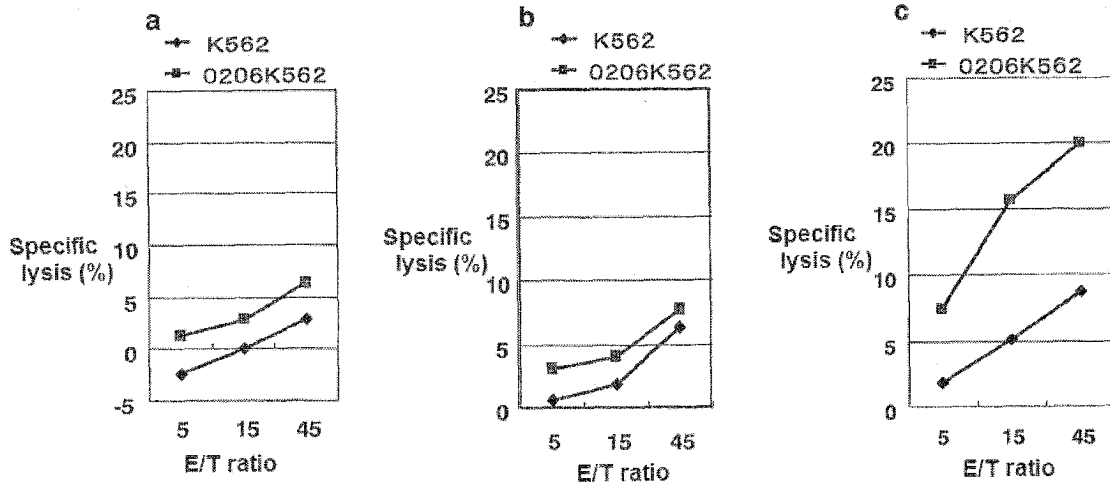 a
K562
0206K562
25
20
15
10
5
0
-5
Specific
lysis (%)
5 15 45
E/T ratio
b
K562
0206K562
25
20
15
10
5
0
Specific
lysis (%)
5 15 45
E/T ratio
c
K562
0206K562
25
20
15
10
5
0
Specific
lysis (%)
5 15 45
E/T ratio